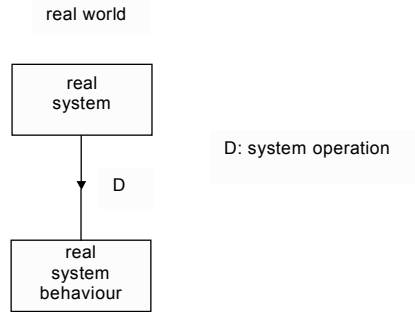 real world
real
system
D: system operation
D
real
system
behaviour